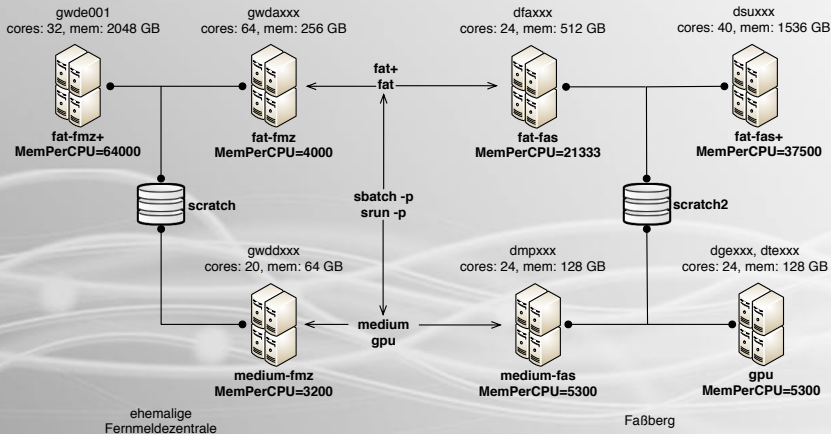 gwde001
cores: 32, mem: 2048 GB
gwdaxxx
cores: 64, mem: 256 GB
dfaxxx
cores: 24, mem: 512 GB
dsuxxx
cores: 40, mem: 1536 GB
fat+
fat
fat-fmz+
MemPerCPU=64000
fat-fmz
MemPerCPU=4000
fat-fas
MemPerCPU=21333
fat-fas+
MemPerCPU=37500
scratch
sbatch -p
srun -p
scratch2
gwddxxx
cores: 20, mem: 64 GB
dmpxxx
cores: 24, mem: 128 GB
dgexxx, dtexxx
cores: 24, mem: 128 GB
medium
gpu
medium-fmz
MemPerCPU=3200
medium-fas
MemPerCPU=5300
gpu
MemPerCPU=5300
ehemalige
Fernmeldezentrale
Faßberg